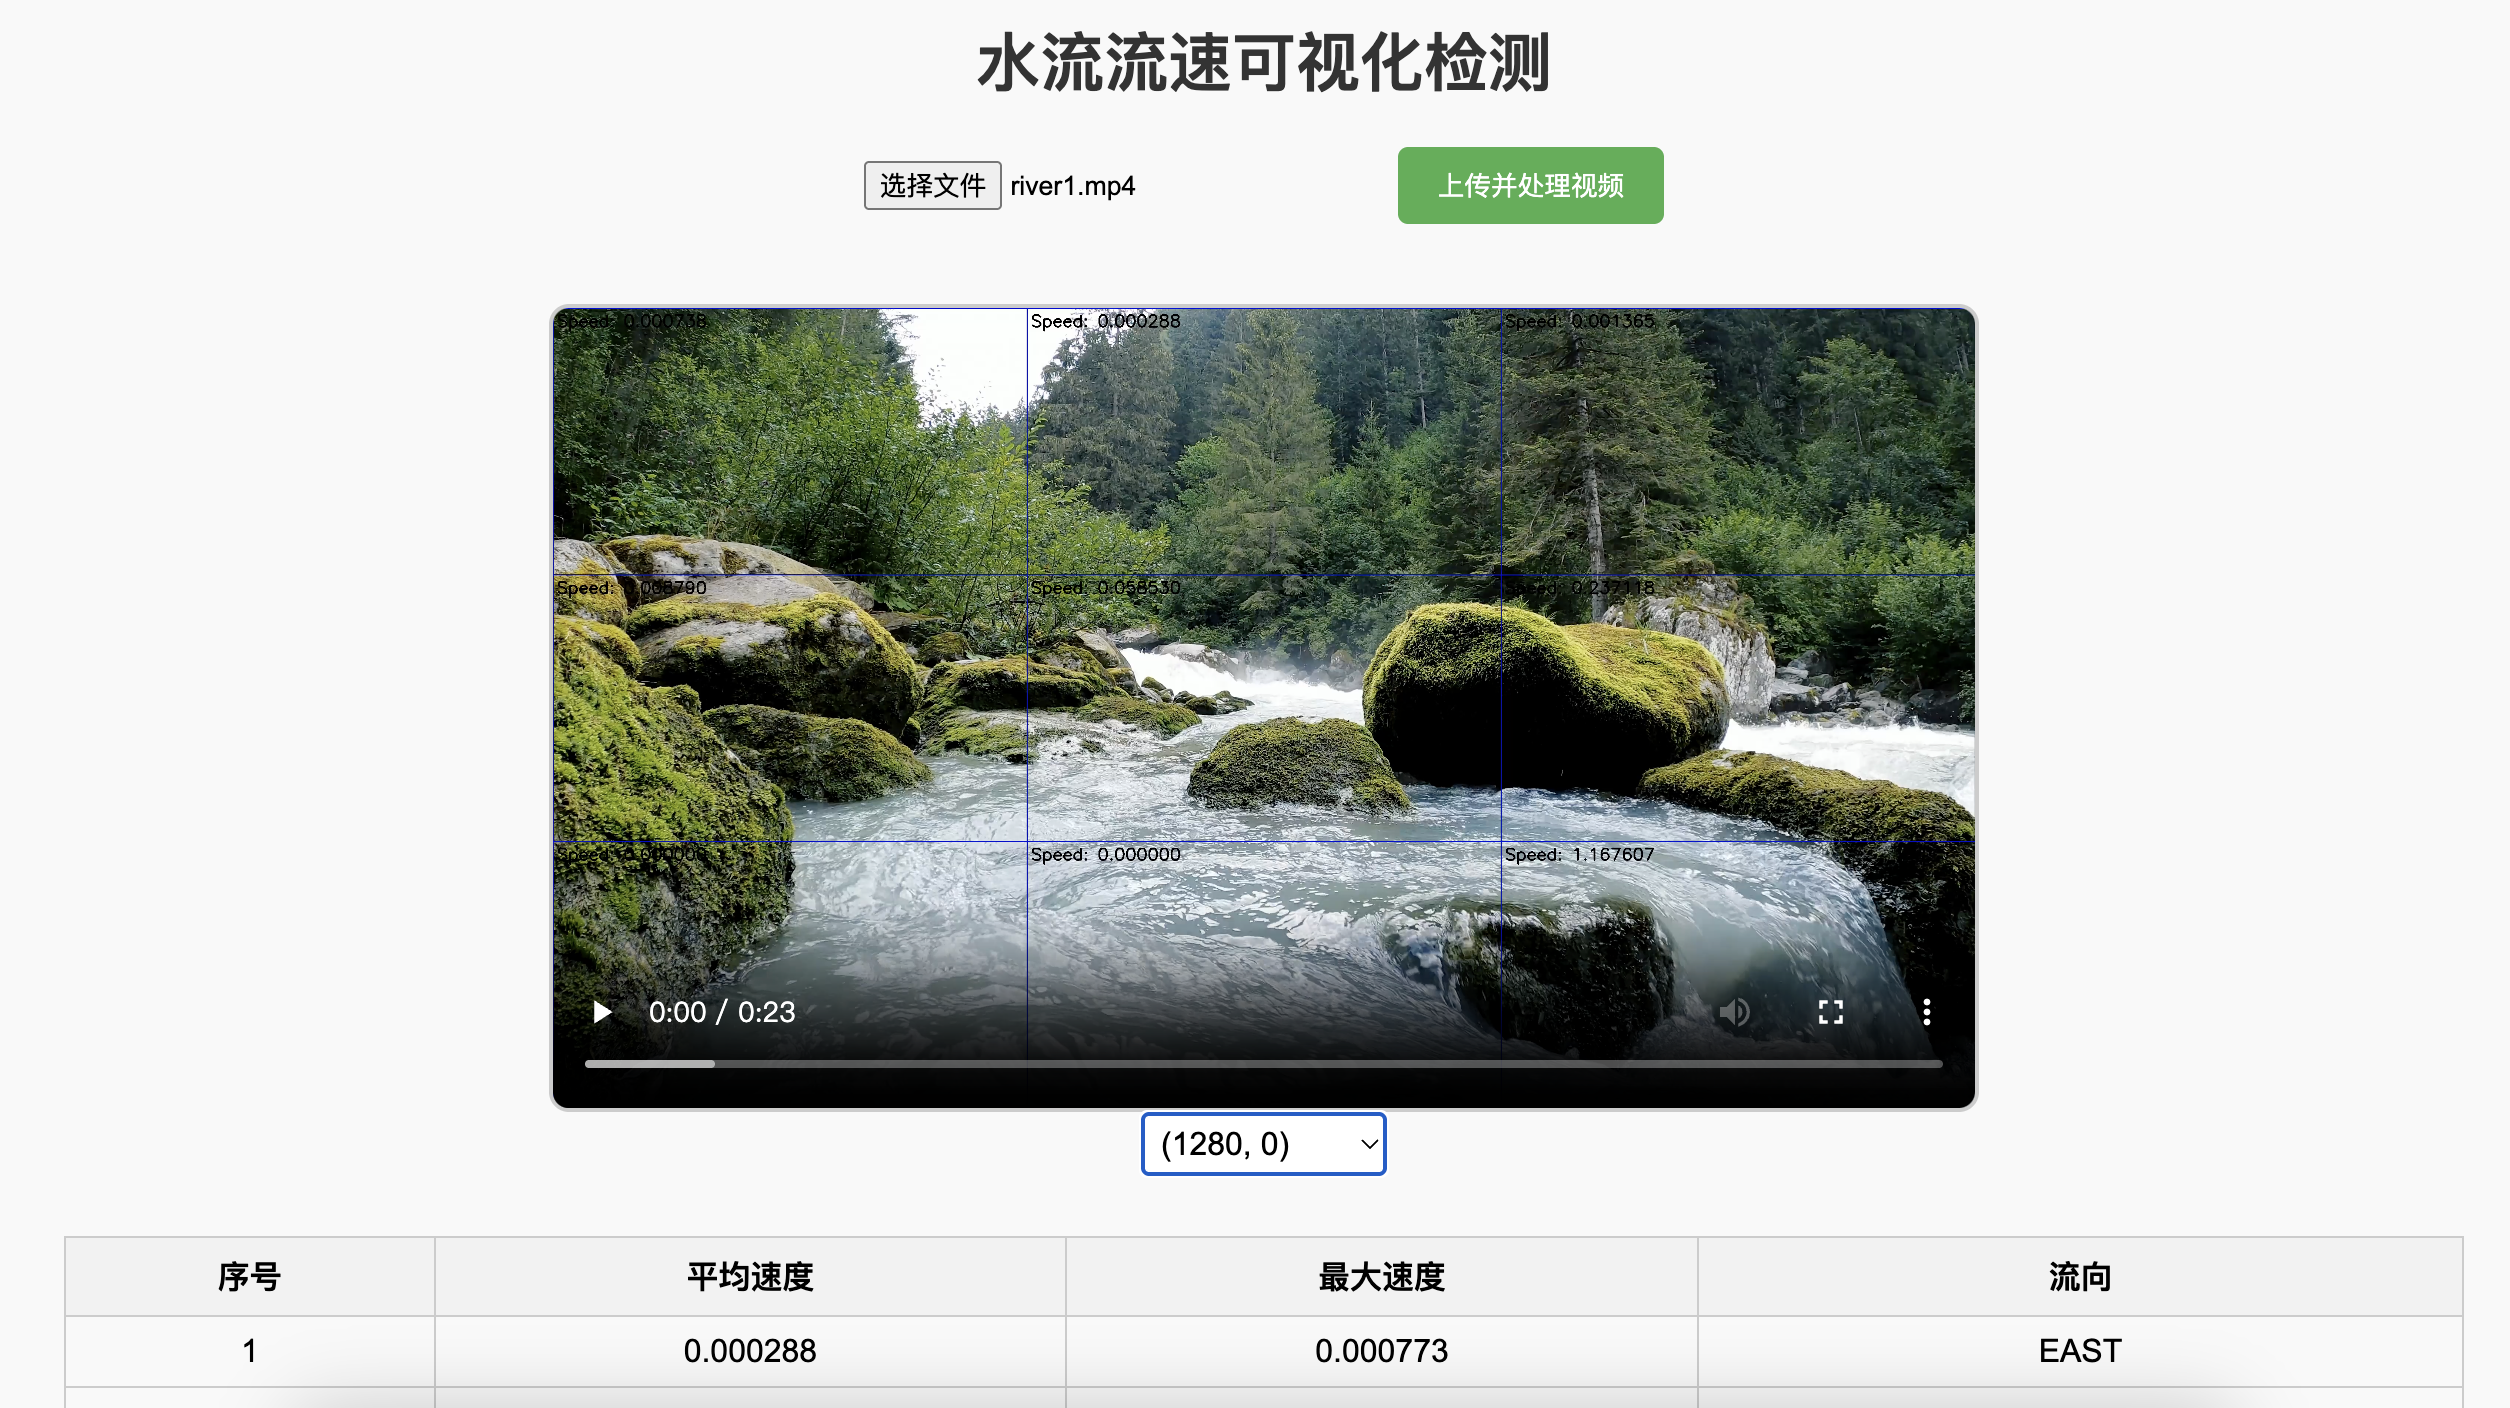 水流流速可视化检测
选择文件 river1.mp4
上传并处理视频
Speed: 0.000738
Speed: 0.000288
Speed: 0.001365
Speed: 0.068790
Speed: 0.058530
Speed: 0.237118
Speed: 0.000000
Speed: 0.000000
Speed: 1.167607
0:00 / 0:23
(1280, 0)
序号 平均速度 最大速度 流向
1 0.000288 0.000773 EAST